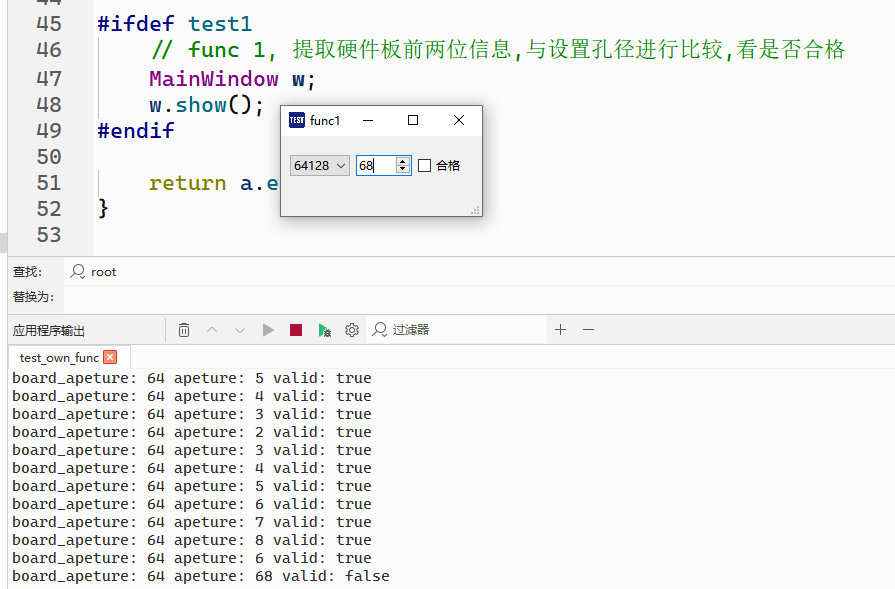 44
45 #ifdef test1
46 // func 1, 提取硬件板前两位信息,与设置孔径进行比较,看是否合格
47 MainWindow w;
48 w.show();
49 #endif
50
51 return a.e
52 }
53
TEST func1
64128 68 合格
查找: root
替换为:
应用程序输出 过滤器
test_own_func
board_apeture: 64 apeture: 5 valid: true
board_apeture: 64 apeture: 4 valid: true
board_apeture: 64 apeture: 3 valid: true
board_apeture: 64 apeture: 2 valid: true
board_apeture: 64 apeture: 3 valid: true
board_apeture: 64 apeture: 4 valid: true
board_apeture: 64 apeture: 5 valid: true
board_apeture: 64 apeture: 6 valid: true
board_apeture: 64 apeture: 7 valid: true
board_apeture: 64 apeture: 8 valid: true
board_apeture: 64 apeture: 6 valid: true
board_apeture: 64 apeture: 68 valid: false